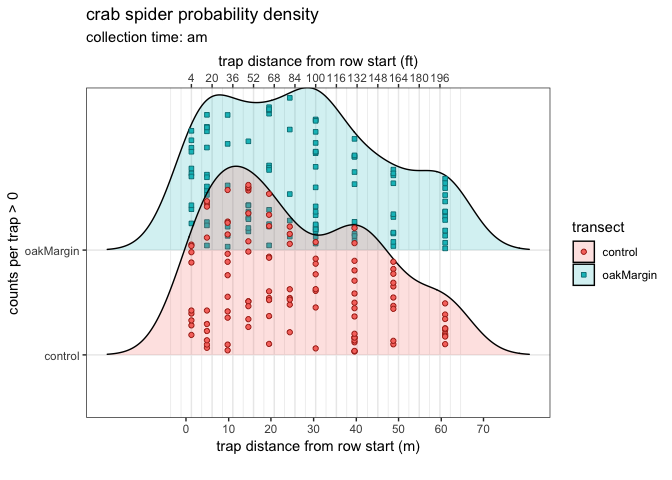 crab spider probability density
collection time: am
trap distance from row start (ft)
4 20 36 52 68 84 100 116 132 148 164 180 196
counts per trap > 0
oakMargin
control
transect
control
oakMargin
0 10 20 30 40 50 60 70
trap distance from row start (m)